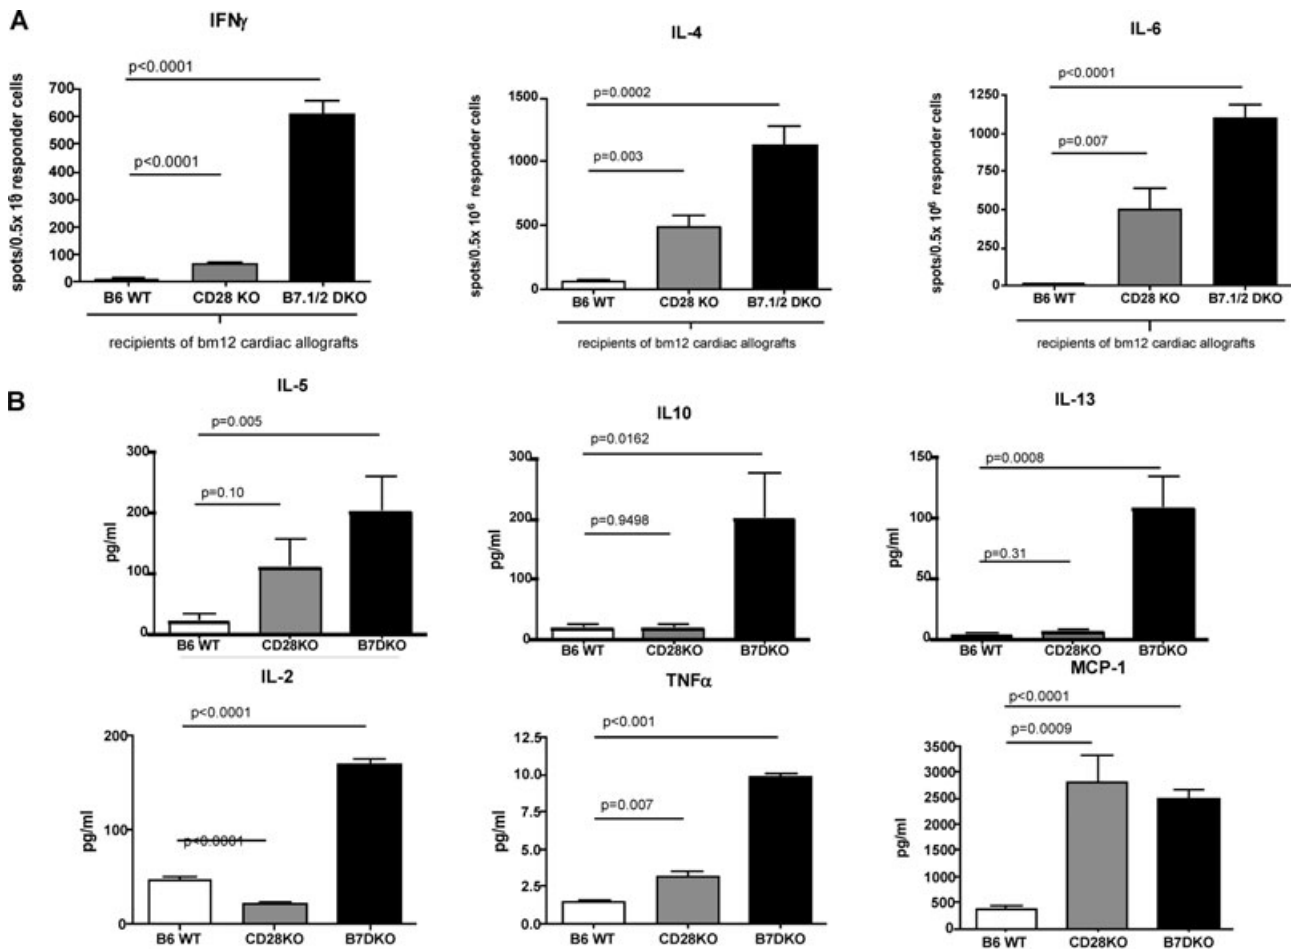 A
IFNγ
p<0.0001
p<0.0001
spots/0.5x 10 responder cells
700
600
500
400
300
200
100
0
B6 WT CD28 KO B7.1/2 DKO
recipients of bm12 cardiac allografts
IL-4
p=0.0002
p=0.003
spots/0.5x 10⁶ responder cells
1500
1000
500
0
B6 WT CD28 KO B7.1/2 DKO
recipients of bm12 cardiac allografts
IL-6
p<0.0001
p=0.007
spots/0.5x 10⁶ responder cells
1250
1000
750
500
250
0
B6 WT CD28 KO B7.1/2 DKO
recipients of bm12 cardiac allografts
B
IL-5
p=0.005
p=0.10
pg/ml
300
200
100
0
B6 WT CD28KO B7DKO
IL10
p=0.0162
p=0.9498
pg/ml
300
200
100
0
B6 WT CD28KO B7DKO
IL-13
p=0.0008
p=0.31
pg/ml
150
100
50
0
B6 WT CD28KO B7DKO
IL-2
p<0.0001
p<0.0001
pg/ml
200
100
0
B6 WT CD28KO B7DKO
TNFα
p<0.001
p=0.007
pg/ml
12.5
10.0
7.5
5.0
2.5
0.0
B6 WT CD28KO B7DKO
MCP-1
p<0.0001
p=0.0009
pg/ml
3500
3000
2500
2000
1500
1000
500
0
B6 WT CD28KO B7DKO